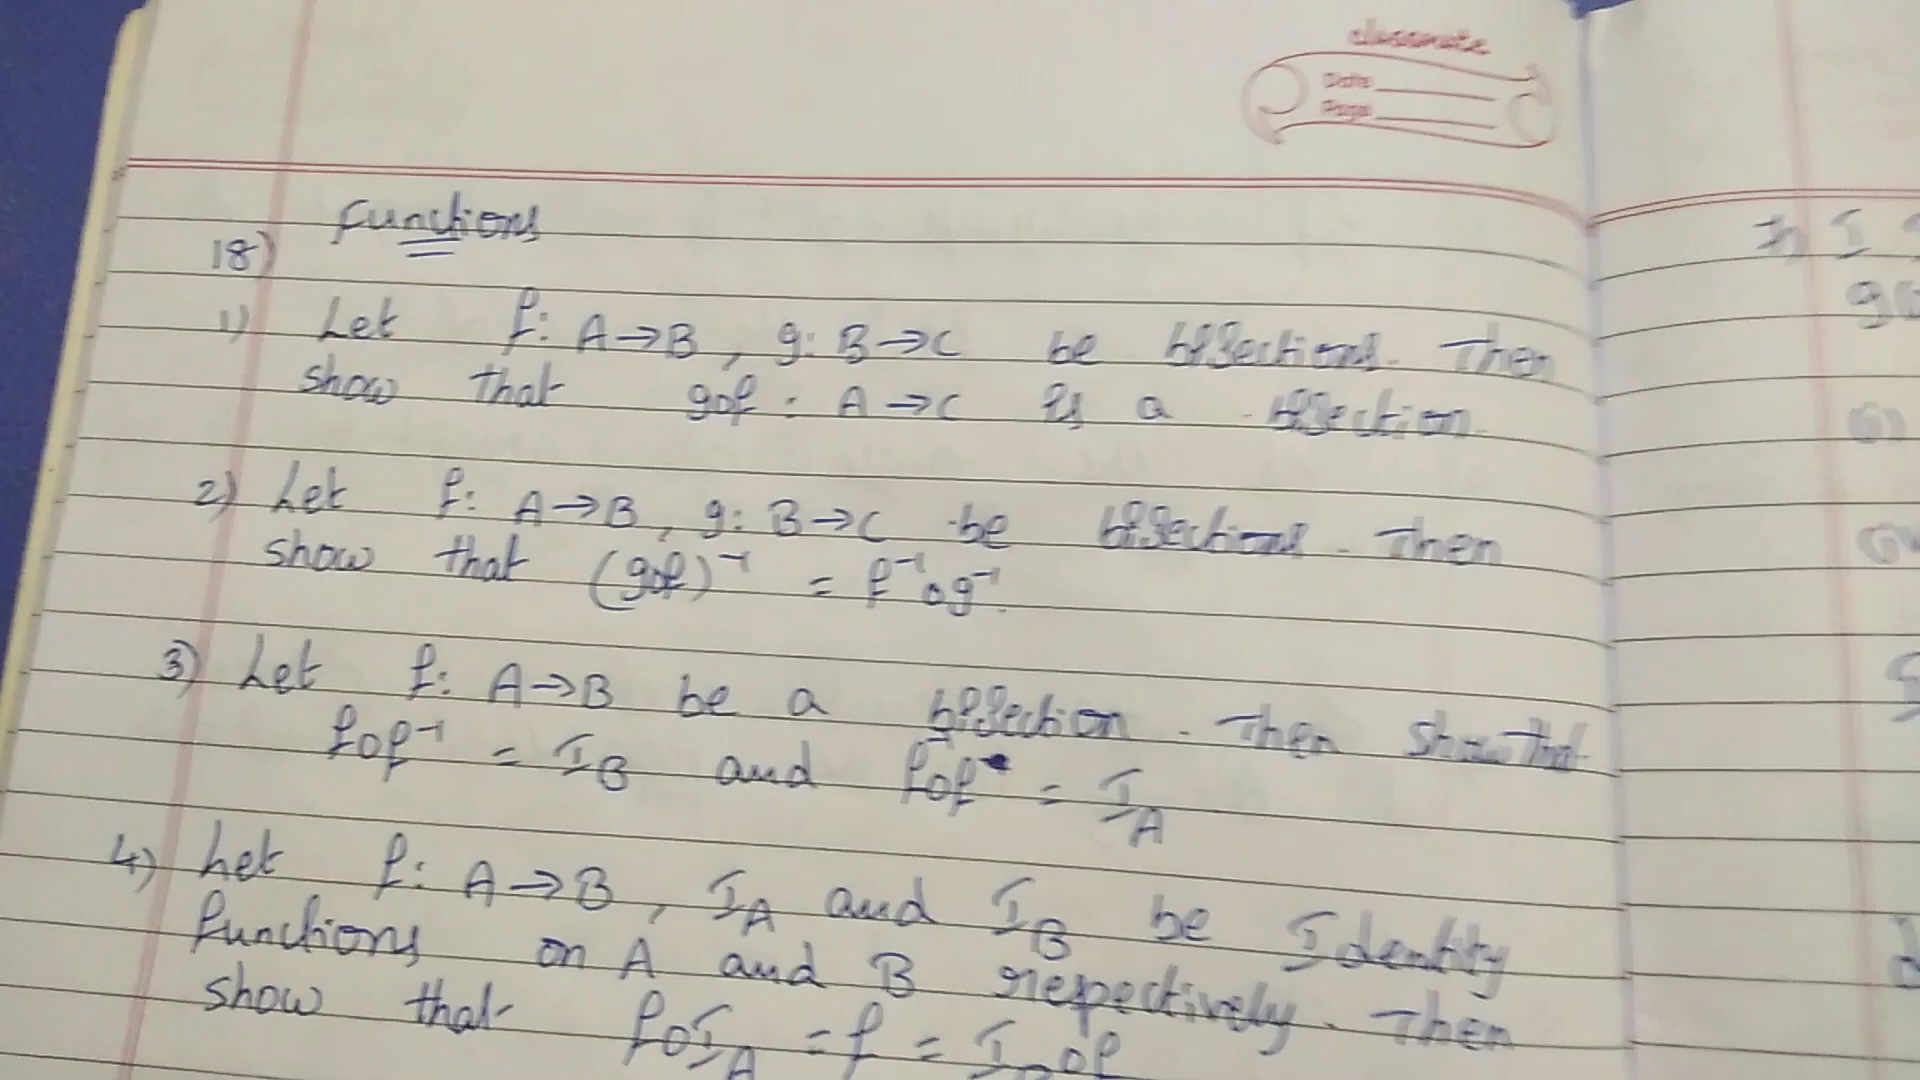 classmate
Date
Page
Functions
18)
1) Let f: A→B, g: B→C be bijections. Then
show that gof : A→C is a bijection.
2) Let f: A→B, g: B→C be bijections. Then
show that (gof)⁻¹ = f⁻¹og⁻¹.
3) Let f: A→B be a bijection. Then show that
fof⁻¹ = I_B and f⁻¹of = I_A
4) Let f: A→B, I_A and I_B be Identity
functions on A and B respectively. Then
show that foI_A = f = I_B of